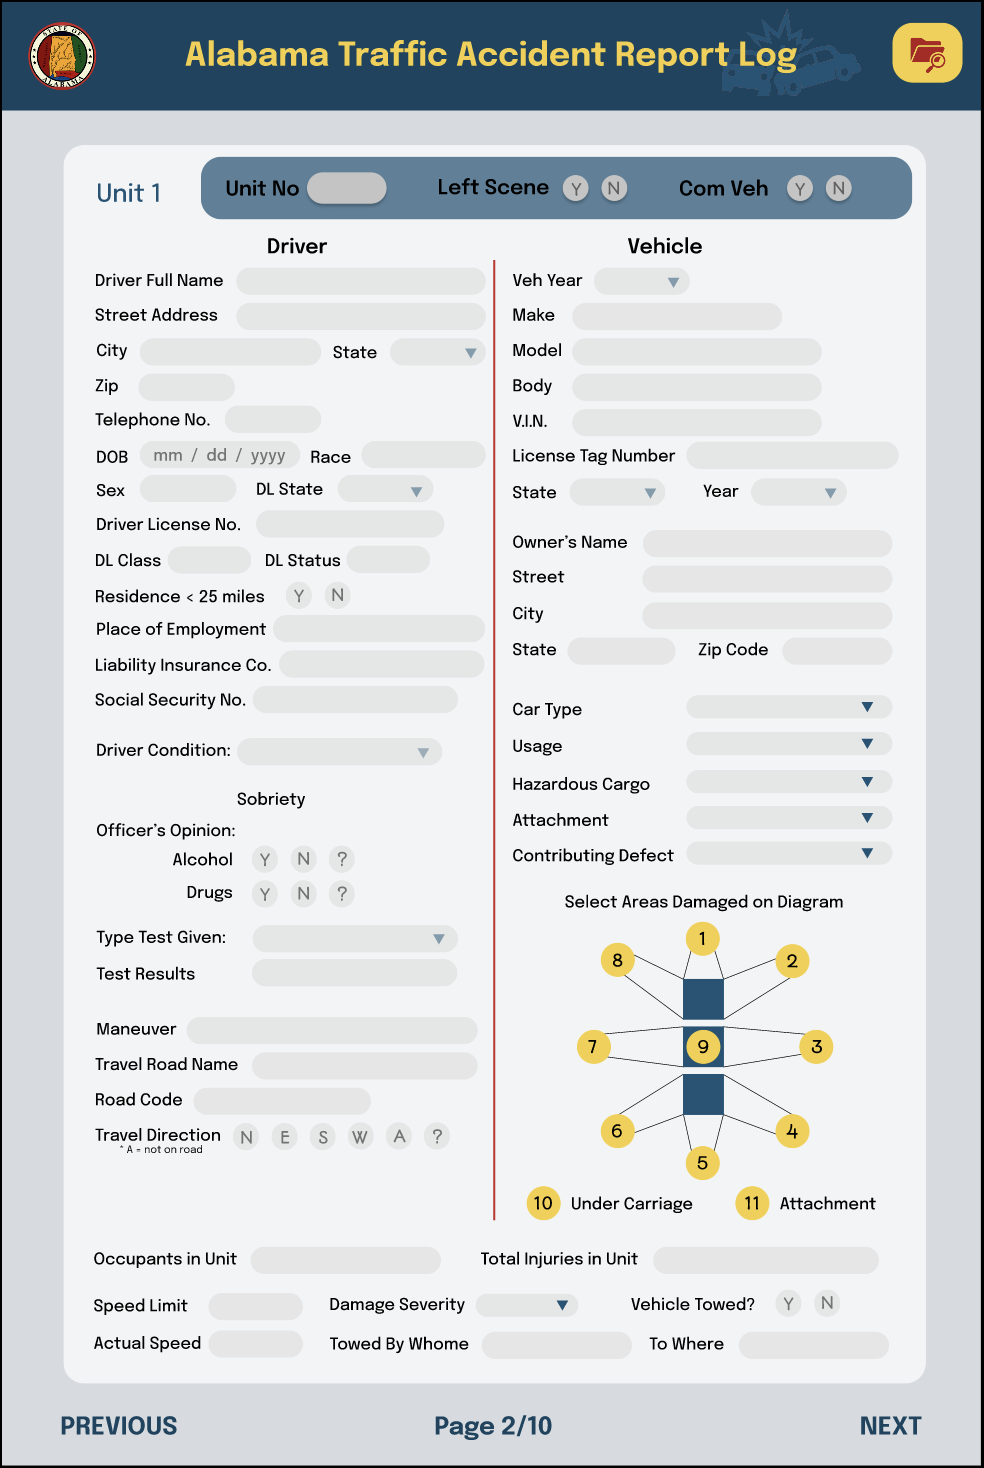 STATE OF
ALABAMA
Alabama Traffic Accident Report Log
Unit 1
Unit No
Left Scene Y N
Com Veh Y N
Driver
Driver Full Name
Street Address
City State ▼
Zip
Telephone No.
DOB mm / dd / yyyy Race
Sex DL State ▼
Driver License No.
DL Class DL Status
Residence < 25 miles Y N
Place of Employment
Liability Insurance Co.
Social Security No.
Driver Condition: ▼
Sobriety
Officer's Opinion:
Alcohol Y N ?
Drugs Y N ?
Type Test Given: ▼
Test Results
Maneuver
Travel Road Name
Road Code
Travel Direction N E S W A ?
* A = not on road
Vehicle
Veh Year ▼
Make
Model
Body
V.I.N.
License Tag Number
State ▼ Year ▼
Owner's Name
Street
City
State Zip Code
Car Type ▼
Usage ▼
Hazardous Cargo ▼
Attachment ▼
Contributing Defect ▼
Select Areas Damaged on Diagram
1
8 2
7 9 3
6 4
5
10 Under Carriage 11 Attachment
Occupants in Unit Total Injuries in Unit
Speed Limit Damage Severity ▼ Vehicle Towed? Y N
Actual Speed Towed By Whome To Where
PREVIOUS Page 2/10 NEXT